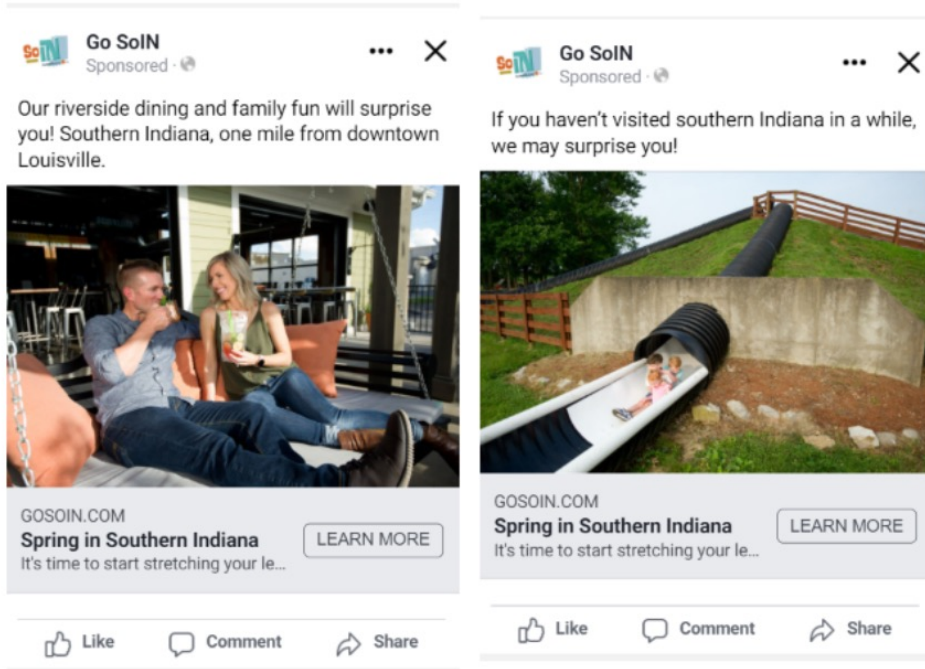 SoIN
Go SoIN
Sponsored ·
Our riverside dining and family fun will surprise
you! Southern Indiana, one mile from downtown
Louisville.
GOSOIN.COM
Spring in Southern Indiana
It's time to start stretching your le...
LEARN MORE
Like
Comment
Share
SoIN
Go SoIN
Sponsored ·
If you haven't visited southern Indiana in a while,
we may surprise you!
GOSOIN.COM
Spring in Southern Indiana
It's time to start stretching your le...
LEARN MORE
Like
Comment
Share